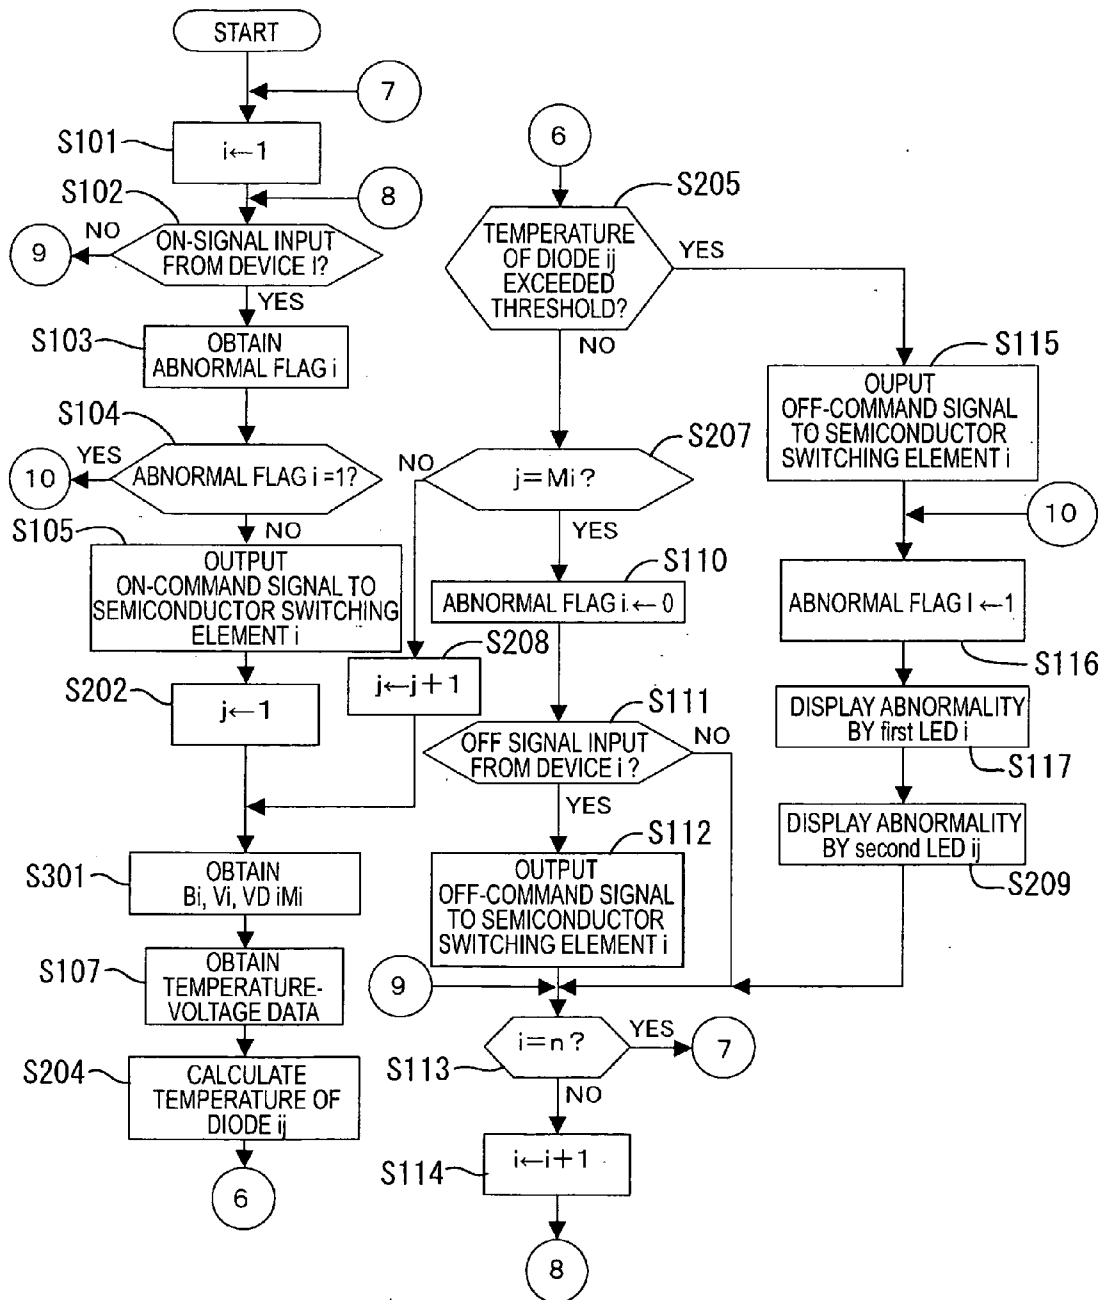 START
7
S101
i←1
8
S102
ON-SIGNAL INPUT
FROM DEVICE I?
NO
9
YES
S103
OBTAIN
ABNORMAL FLAG i
S104
ABNORMAL FLAG i =1?
YES
10
NO
S105
OUTPUT
ON-COMMAND SIGNAL TO
SEMICONDUCTOR SWITCHING
ELEMENT i
S202
j←1
S301
OBTAIN
Bi, Vi, VD iMi
S107
OBTAIN
TEMPERATURE-
VOLTAGE DATA
S204
CALCULATE
TEMPERATURE OF
DIODE ij
6
6
S205
TEMPERATURE
OF DIODE ij
EXCEEDED
THRESHOLD?
YES
NO
S207
j=Mi?
NO
YES
S208
j←j+1
S110
ABNORMAL FLAG i←0
S111
OFF SIGNAL INPUT
FROM DEVICE i ?
NO
YES
S112
OUTPUT
OFF-COMMAND SIGNAL
TO SEMICONDUCTOR
SWITCHING ELEMENT i
9
S113
i=n?
YES
7
NO
S114
i←i+1
8
S115
OUPUT
OFF-COMMAND SIGNAL
TO SEMICONDUCTOR
SWITCHING ELEMENT i
10
ABNORMAL FLAG I ←1
S116
DISPLAY ABNORMALITY
BY first LED i
S117
DISPLAY ABNORMALITY
BY second LED ij
S209